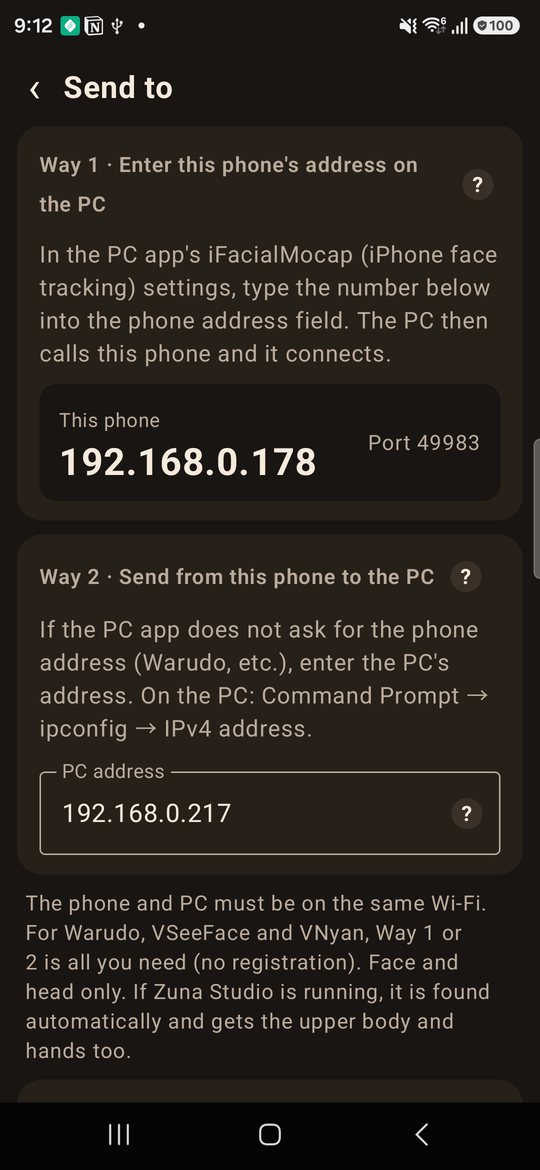 9:12
N
6
100
‹ Send to
Way 1 · Enter this phone's address on
the PC
?
In the PC app's iFacialMocap (iPhone face
tracking) settings, type the number below
into the phone address field. The PC then
calls this phone and it connects.
This phone
192.168.0.178
Port 49983
Way 2 · Send from this phone to the PC
?
If the PC app does not ask for the phone
address (Warudo, etc.), enter the PC's
address. On the PC: Command Prompt →
ipconfig → IPv4 address.
PC address
192.168.0.217
?
The phone and PC must be on the same Wi-Fi.
For Warudo, VSeeFace and VNyan, Way 1 or
2 is all you need (no registration). Face and
head only. If Zuna Studio is running, it is found
automatically and gets the upper body and
hands too.